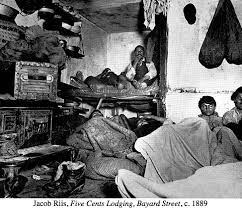 Jacob Riis, Five Cents Lodging, Bayard Street, c. 1889